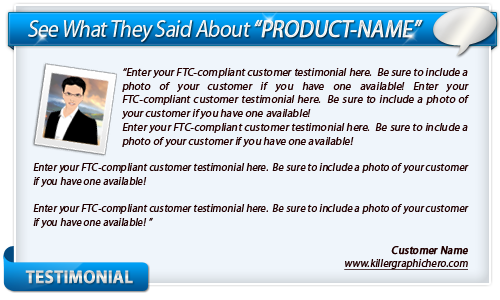 See What They Said About “PRODUCT-NAME”
“Enter your FTC-compliant customer testimonial here. Be sure to include a
photo of your customer if you have one available! Enter your
FTC-compliant customer testimonial here. Be sure to include a photo of
your customer if you have one available!
Enter your FTC-compliant customer testimonial here. Be sure to include a
photo of your customer if you have one available!
Enter your FTC-compliant customer testimonial here. Be sure to include a photo of your customer
if you have one available!
Enter your FTC-compliant customer testimonial here. Be sure to include a photo of your customer
if you have one available! ”
Customer Name
www.killergraphichero.com
TESTIMONIAL